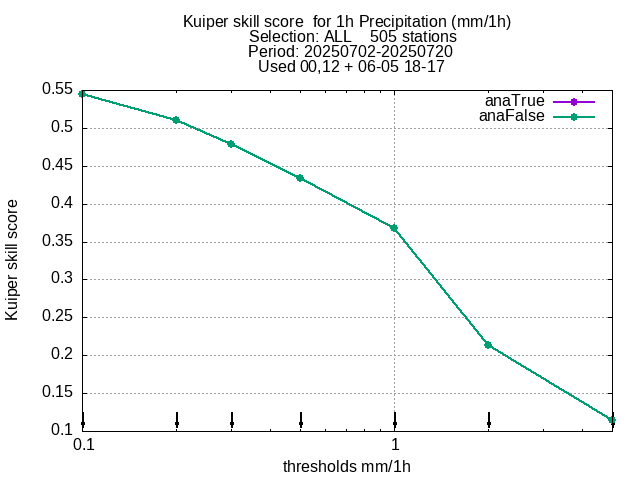 Kuiper skill score  for 1h Precipitation (mm/1h)
Selection: ALL    505 stations
Period: 20250702-20250720
Used 00,12 + 06-05 18-17
anaTrue
anaFalse
0.55
0.5
0.45
0.4
0.35
0.3
0.25
0.2
0.15
0.1
Kuiper skill score
0.1
1
thresholds mm/1h